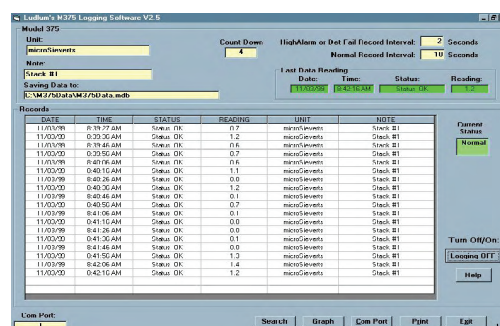 Ludlum's M375 Logging Software V2.5
Model 375
Unit:
microSieverts
Note:
Stack #1
Saving Data to:
C:\M375Data\M375Data.mdb
Count Down
4
HighAlarm or Det Fail Record Interval: 2 Seconds
Normal Record Interval: 10 Seconds
Last Data Reading
Date: Time: Status: Reading:
11/03/99 8:42:16 AM Status OK 1.2
Records
DATE TIME STATUS READING UNIT NOTE
11/03/99 8:39:27 AM Status OK 0.7 microSieverts Stack #1
11/03/99 8:39:36 AM Status OK 1.2 microSieverts Stack #1
11/03/99 8:39:46 AM Status OK 0.6 microSieverts Stack #1
11/03/99 8:39:56 AM Status OK 0.7 microSieverts Stack #1
11/03/99 8:40:06 AM Status OK 0.6 microSieverts Stack #1
11/03/99 8:40:16 AM Status OK 1.1 microSieverts Stack #1
11/03/99 8:40:26 AM Status OK 0.0 microSieverts Stack #1
11/03/99 8:40:36 AM Status OK 1.2 microSieverts Stack #1
11/03/99 8:40:46 AM Status OK 0.1 microSieverts Stack #1
11/03/99 8:40:56 AM Status OK 0.7 microSieverts Stack #1
11/03/99 8:41:06 AM Status OK 0.1 microSieverts Stack #1
11/03/99 8:41:16 AM Status OK 0.0 microSieverts Stack #1
11/03/99 8:41:26 AM Status OK 0.0 microSieverts Stack #1
11/03/99 8:41:36 AM Status OK 0.1 microSieverts Stack #1
11/03/99 8:41:46 AM Status OK 0.0 microSieverts Stack #1
11/03/99 8:41:56 AM Status OK 1.3 microSieverts Stack #1
11/03/99 8:42:06 AM Status OK 1.4 microSieverts Stack #1
11/03/99 8:42:16 AM Status OK 1.2 microSieverts Stack #1
Current Status
Normal
Turn Off/On:
Logging OFF
Help
Com Port:
Search Graph Com Port Print Exit